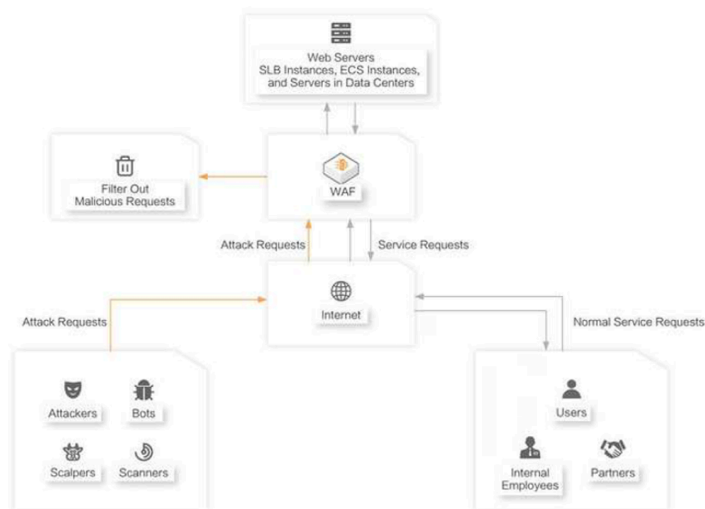 Web Servers
SLB Instances, ECS Instances,
and Servers in Data Centers
Filter Out
Malicious Requests
WAF
Attack Requests
Service Requests
Internet
Attack Requests
Normal Service Requests
Attackers
Bots
Scalpers
Scanners
Users
Internal
Employees
Partners